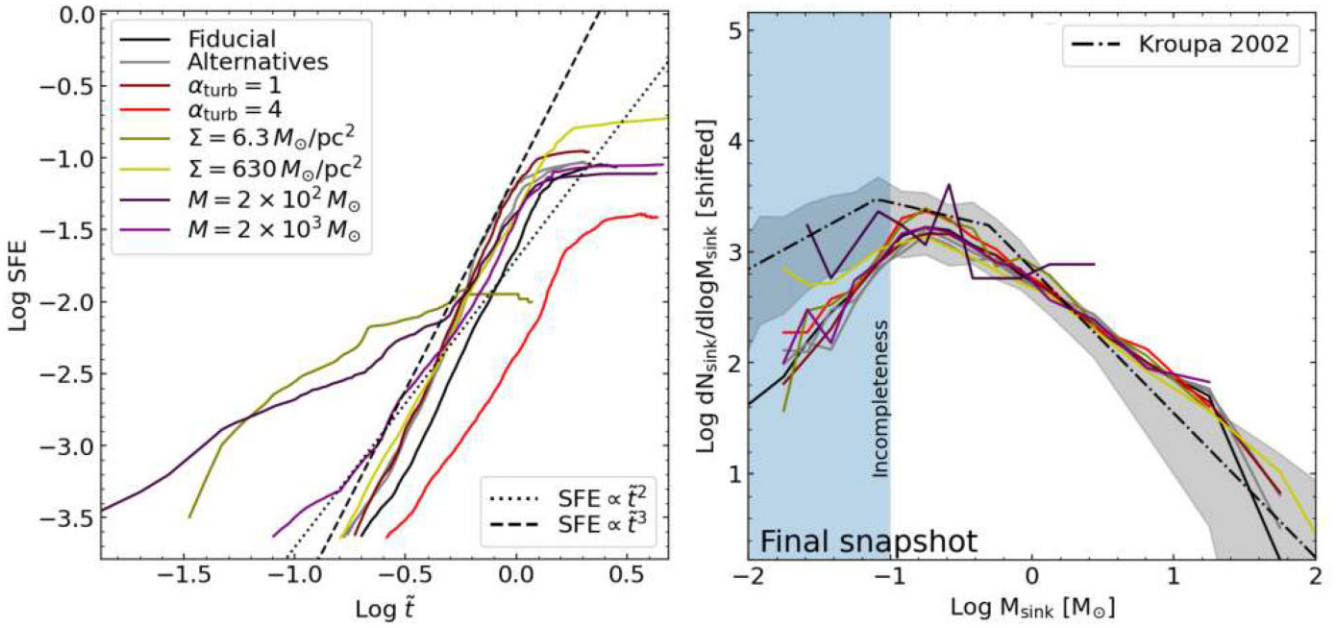 0.0
−0.5
−1.0
−1.5
−2.0
−2.5
−3.0
−3.5
Log SFE
Fiducial
Alternatives
α_turb = 1
α_turb = 4
Σ = 6.3 M⊙/pc²
Σ = 630 M⊙/pc²
M = 2 × 10² M⊙
M = 2 × 10³ M⊙
SFE ∝ t̃²
SFE ∝ t̃³
−1.5
−1.0
−0.5
0.0
0.5
Log t̃
5
4
3
2
1
Log dN_sink/dlogM_sink [shifted]
Kroupa 2002
Incompleteness
Final snapshot
−2
−1
0
1
2
Log M_sink [M⊙]